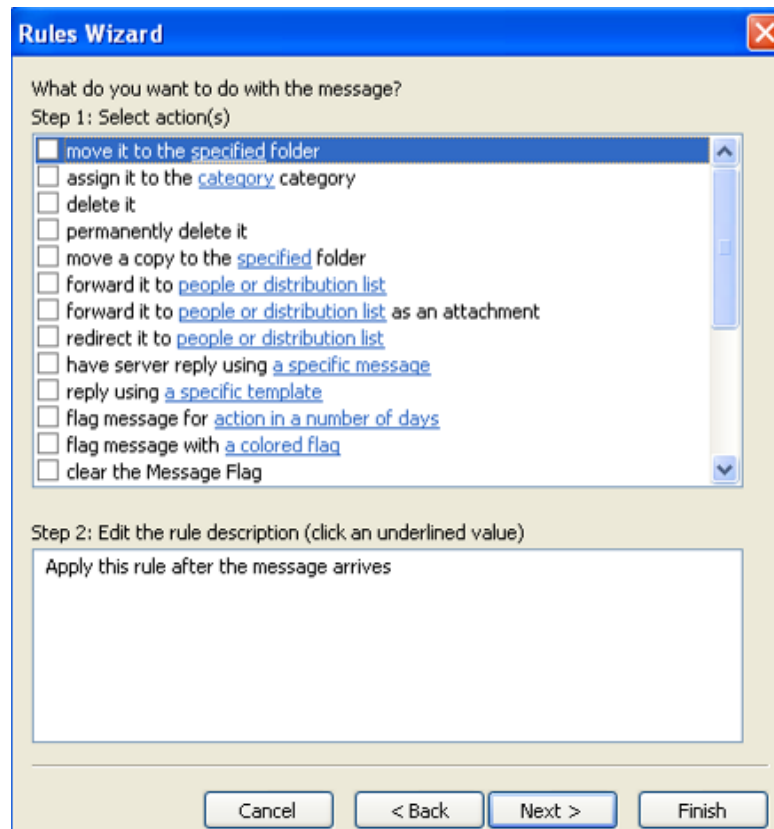 Rules Wizard
What do you want to do with the message?
Step 1: Select action(s)
move it to the specified folder
assign it to the category category
delete it
permanently delete it
move a copy to the specified folder
forward it to people or distribution list
forward it to people or distribution list as an attachment
redirect it to people or distribution list
have server reply using a specific message
reply using a specific template
flag message for action in a number of days
flag message with a colored flag
clear the Message Flag
Step 2: Edit the rule description (click an underlined value)
Apply this rule after the message arrives
Cancel < Back Next > Finish